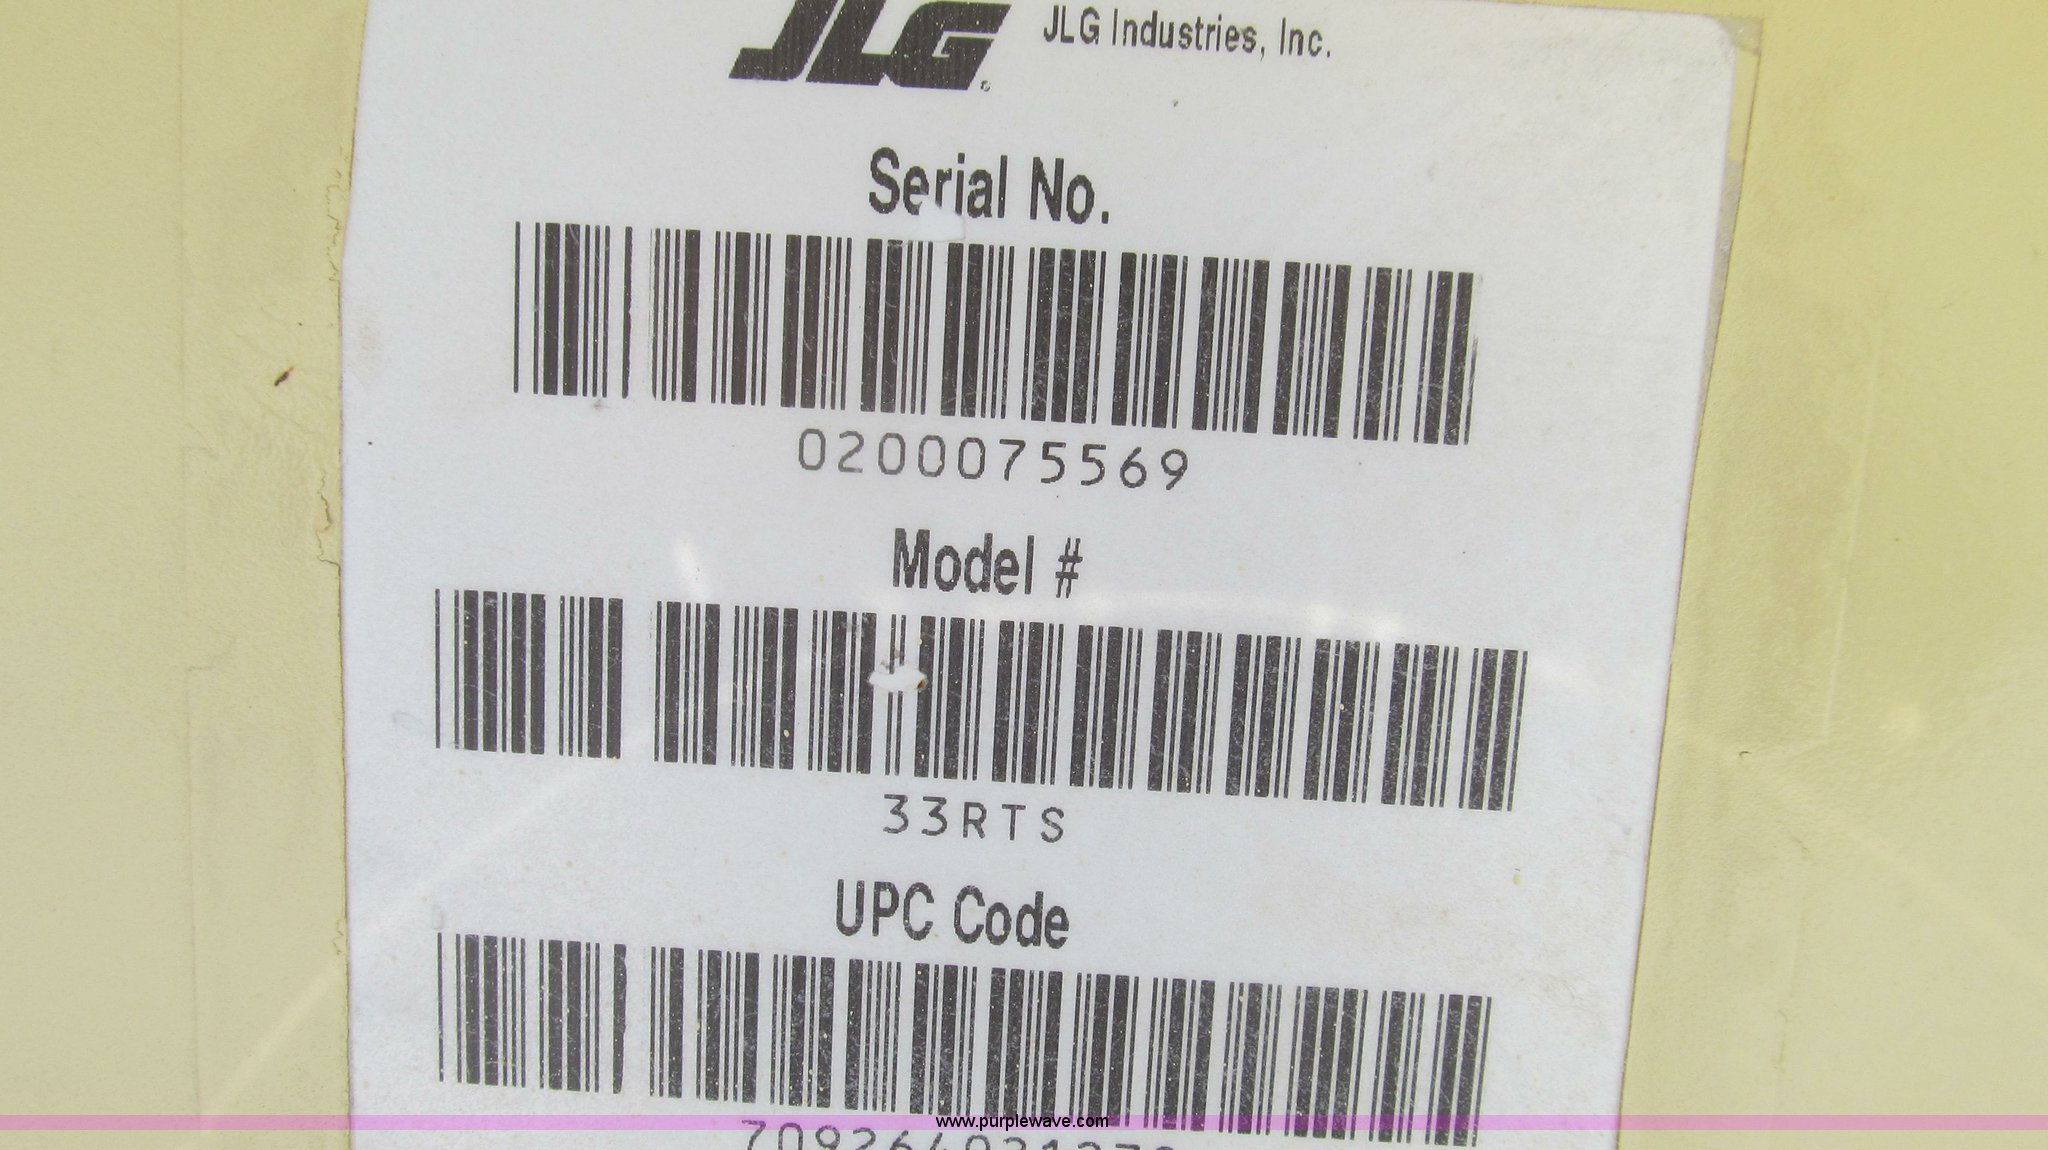 JLG JLG Industries, Inc.
Serial No.
0200075569
Model #
33RTS
UPC Code
www.purplewave.com